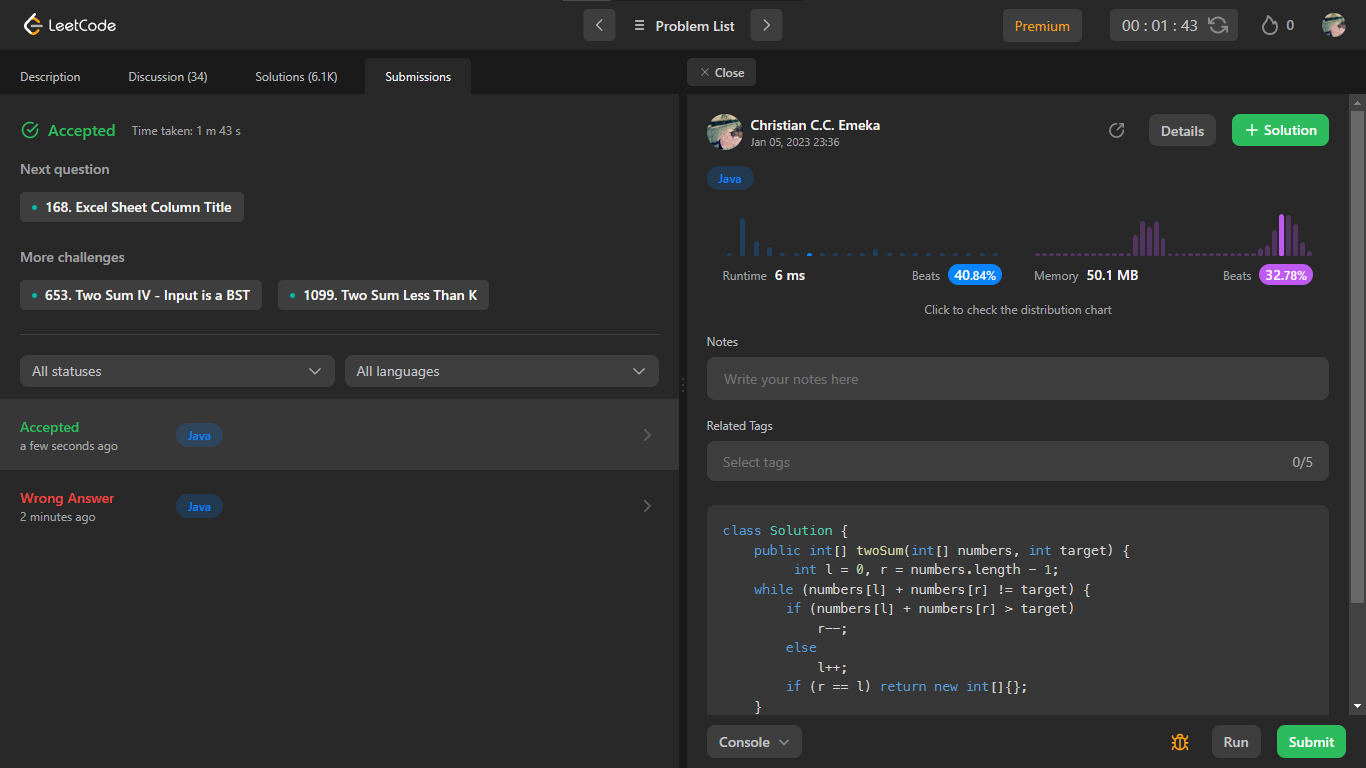 LeetCode
Problem List
Premium
00 : 01 : 43
0
Description
Discussion (34)
Solutions (6.1K)
Submissions
Accepted
Time taken: 1 m 43 s
Next question
168. Excel Sheet Column Title
More challenges
653. Two Sum IV - Input is a BST
1099. Two Sum Less Than K
All statuses
All languages
Accepted
a few seconds ago
Java
Wrong Answer
2 minutes ago
Java
Close
Christian C.C. Emeka
Jan 05, 2023 23:36
Details
+ Solution
Java
Runtime 6 ms
Beats 40.84%
Memory 50.1 MB
Beats 32.78%
Click to check the distribution chart
Notes
Write your notes here
Related Tags
Select tags
0/5
class Solution {
    public int[] twoSum(int[] numbers, int target) {
         int l = 0, r = numbers.length - 1;
    while (numbers[l] + numbers[r] != target) {
        if (numbers[l] + numbers[r] > target)
            r--;
        else
            l++;
        if (r == l) return new int[]{};
    }
Console
Run
Submit